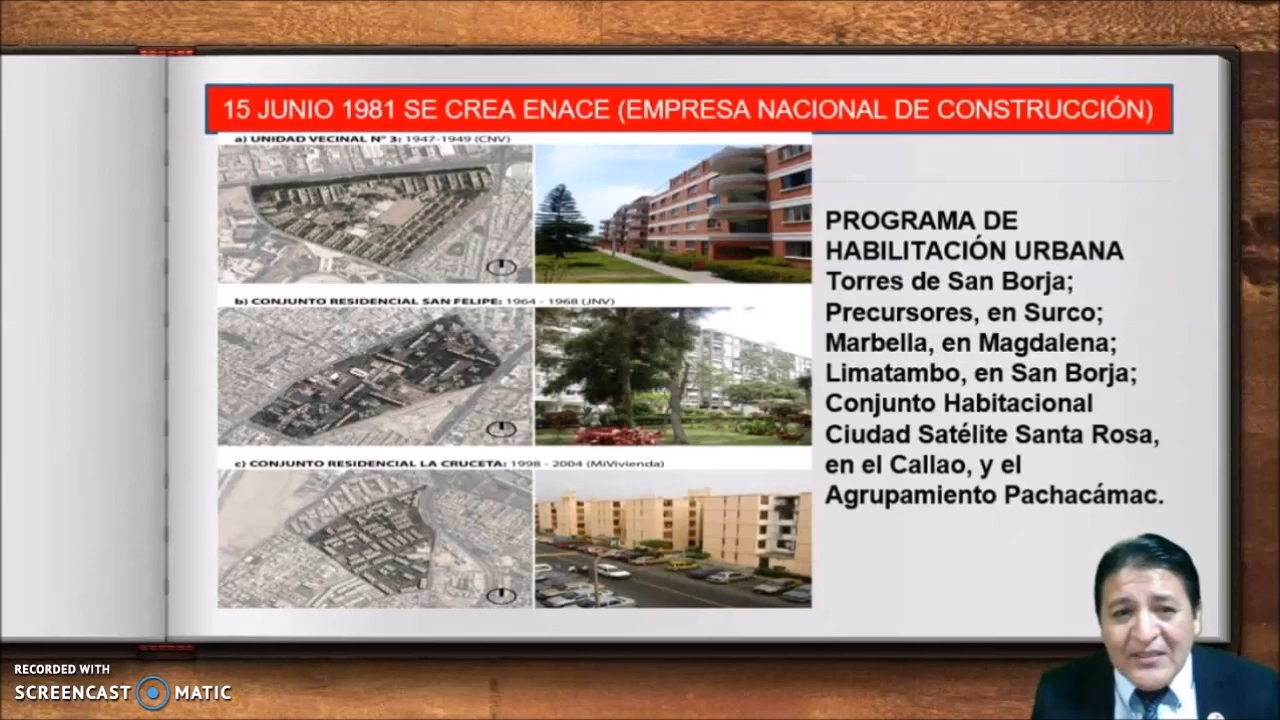 15 JUNIO 1981 SE CREA ENACE (EMPRESA NACIONAL DE CONSTRUCCIÓN)
a) UNIDAD VECINAL N° 3: 1947-1949 (CNV)
b) CONJUNTO RESIDENCIAL SAN FELIPE: 1964 - 1968 (JNV)
c) CONJUNTO RESIDENCIAL LA CRUCETA: 1998 - 2004 (MiVivienda)
PROGRAMA DE
HABILITACIÓN URBANA
Torres de San Borja;
Precursores, en Surco;
Marbella, en Magdalena;
Limatambo, en San Borja;
Conjunto Habitacional
Ciudad Satélite Santa Rosa,
en el Callao, y el
Agrupamiento Pachacámac.
RECORDED WITH
SCREENCAST MATIC